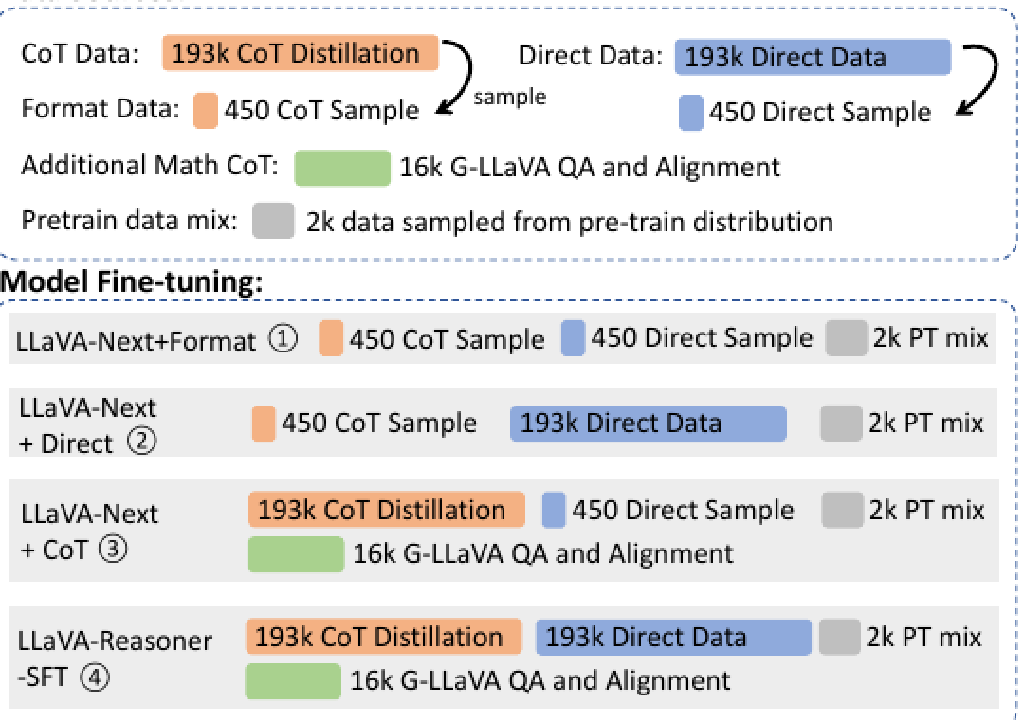 CoT Data: 193k CoT Distillation
Direct Data: 193k Direct Data
sample
Format Data: 450 CoT Sample
450 Direct Sample
Additional Math CoT: 16k G-LLaVA QA and Alignment
Pretrain data mix: 2k data sampled from pre-train distribution
Model Fine-tuning:
LLaVA-Next+Format ① 450 CoT Sample 450 Direct Sample 2k PT mix
LLaVA-Next
+ Direct ② 450 CoT Sample 193k Direct Data 2k PT mix
LLaVA-Next
+ CoT ③ 193k CoT Distillation 450 Direct Sample 2k PT mix
16k G-LLaVA QA and Alignment
LLaVA-Reasoner
-SFT ④ 193k CoT Distillation 193k Direct Data 2k PT mix
16k G-LLaVA QA and Alignment